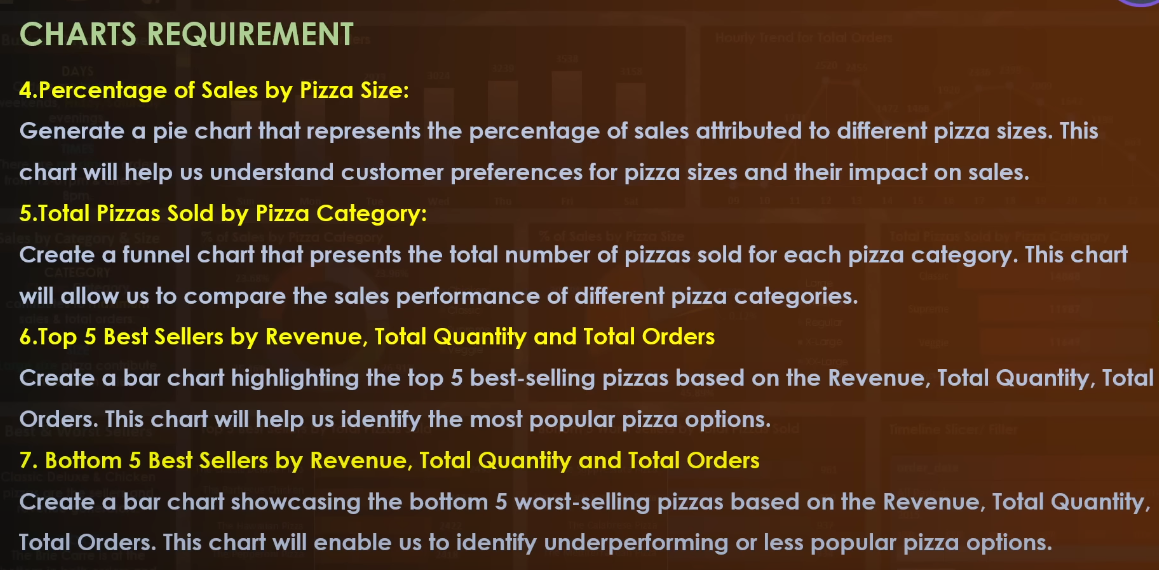 CHARTS REQUIREMENT
4.Percentage of Sales by Pizza Size:
Generate a pie chart that represents the percentage of sales attributed to different pizza sizes. This
chart will help us understand customer preferences for pizza sizes and their impact on sales.
5.Total Pizzas Sold by Pizza Category:
Create a funnel chart that presents the total number of pizzas sold for each pizza category. This chart
will allow us to compare the sales performance of different pizza categories.
6.Top 5 Best Sellers by Revenue, Total Quantity and Total Orders
Create a bar chart highlighting the top 5 best-selling pizzas based on the Revenue, Total Quantity, Total
Orders. This chart will help us identify the most popular pizza options.
7. Bottom 5 Best Sellers by Revenue, Total Quantity and Total Orders
Create a bar chart showcasing the bottom 5 worst-selling pizzas based on the Revenue, Total Quantity,
Total Orders. This chart will enable us to identify underperforming or less popular pizza options.